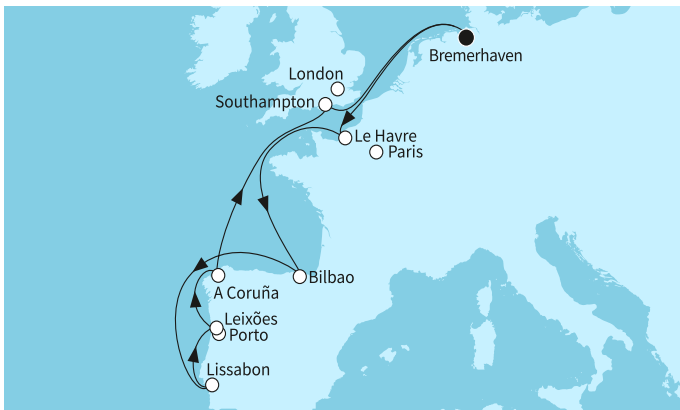 Bremerhaven
London
Southampton
Le Havre
Paris
Bilbao
A Coruña
Leixões
Porto
Lissabon